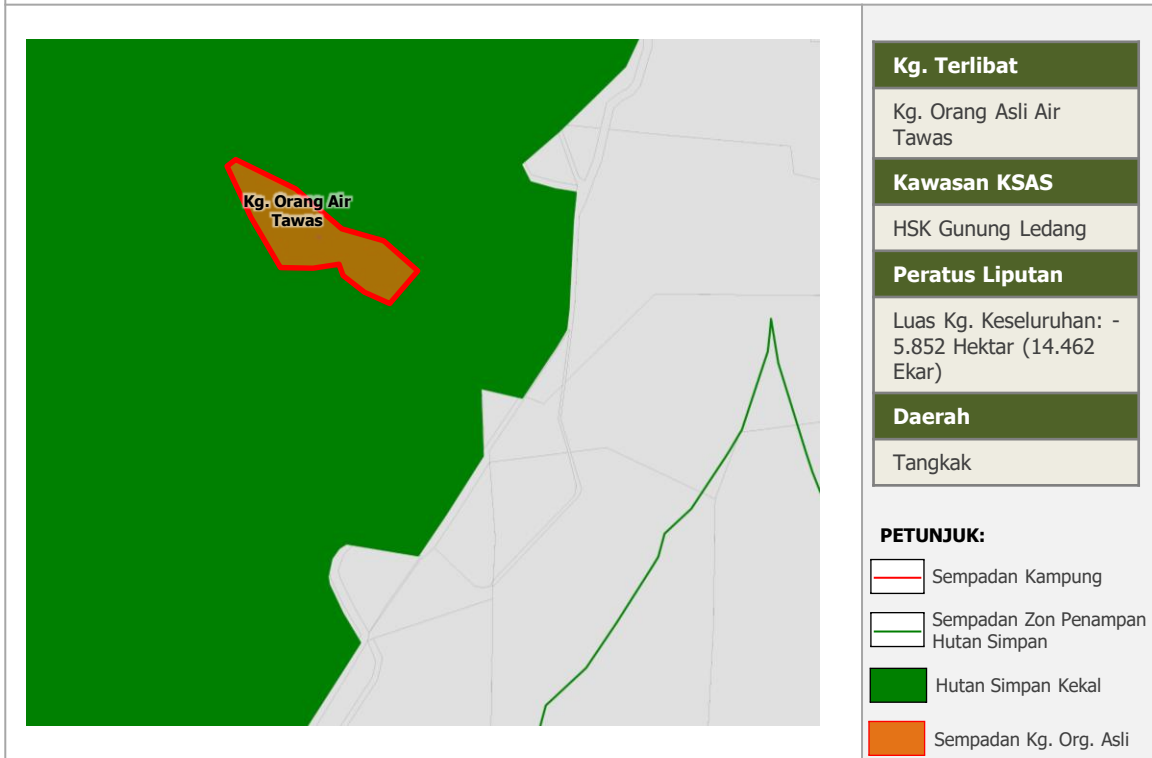 Kg. Orang Air
Tawas
Kg. Terlibat
Kg. Orang Asli Air
Tawas
Kawasan KSAS
HSK Gunung Ledang
Peratus Liputan
Luas Kg. Keseluruhan: -
5.852 Hektar (14.462
Ekar)
Daerah
Tangkak
PETUNJUK:
Sempadan Kampung
Sempadan Zon Penampan
Hutan Simpan
Hutan Simpan Kekal
Sempadan Kg. Org. Asli